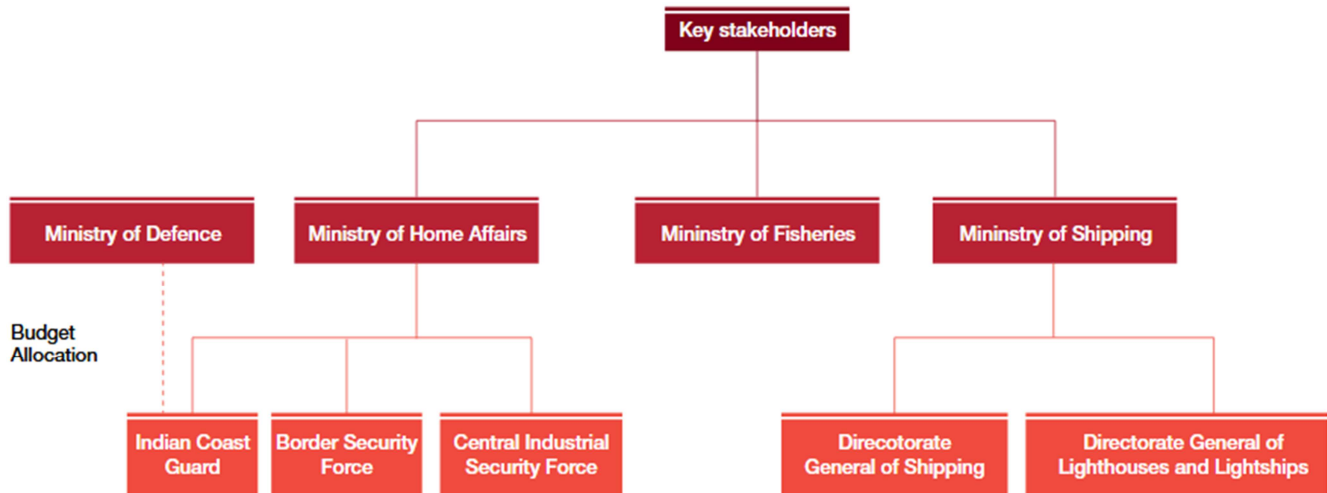 Key stakeholders
Ministry of Defence
Ministry of Home Affairs
Mininstry of Fisheries
Mininstry of Shipping
Budget
Allocation
Indian Coast
Guard
Border Security
Force
Central Industrial
Security Force
Direcotorate
General of Shipping
Directorate General of
Lighthouses and Lightships